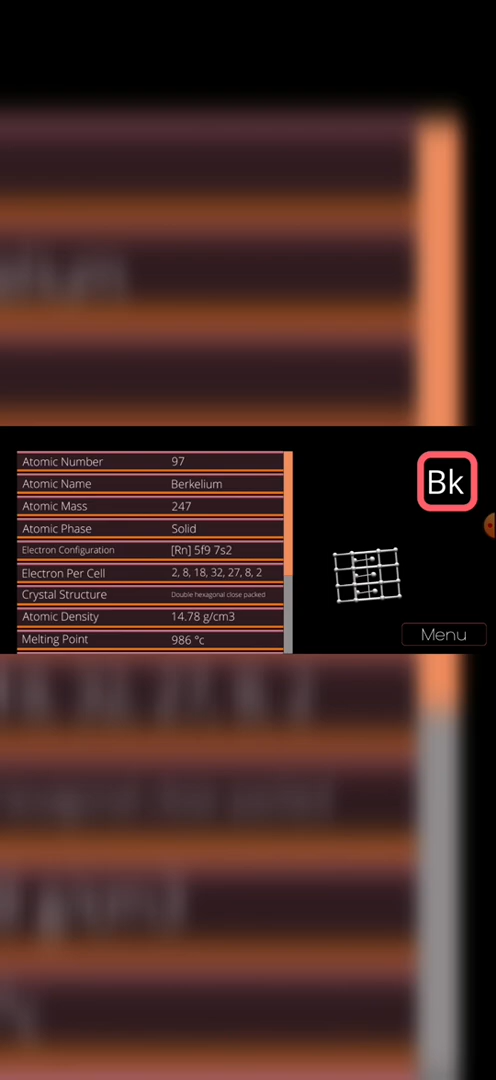 Atomic Number 97
Atomic Name Berkelium
Atomic Mass 247
Atomic Phase Solid
Electron Configuration [Rn] 5f9 7s2
Electron Per Cell 2, 8, 18, 32, 27, 8, 2
Crystal Structure Double hexagonal close packed
Atomic Density 14.78 g/cm3
Melting Point 986 °c
Bk
Menu